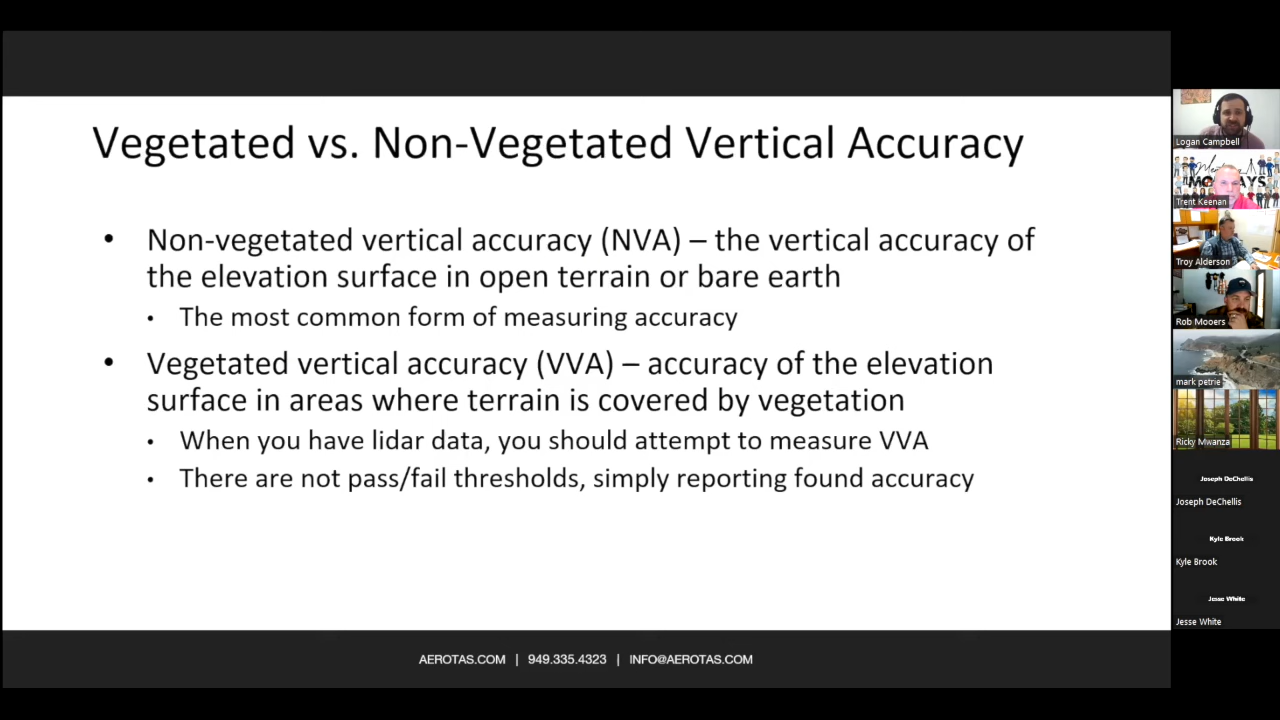 Vegetated vs. Non-Vegetated Vertical Accuracy
• Non-vegetated vertical accuracy (NVA) – the vertical accuracy of
the elevation surface in open terrain or bare earth
• The most common form of measuring accuracy
• Vegetated vertical accuracy (VVA) – accuracy of the elevation
surface in areas where terrain is covered by vegetation
• When you have lidar data, you should attempt to measure VVA
• There are not pass/fail thresholds, simply reporting found accuracy
AEROTAS.COM | 949.335.4323 | INFO@AEROTAS.COM
Logan Campbell
Trent Keenan
Troy Alderson
Rob Mooers
mark petrie
Ricky Mwanza
Joseph DeChellis
Joseph DeChellis
Kyle Brook
Kyle Brook
Jesse White
Jesse White